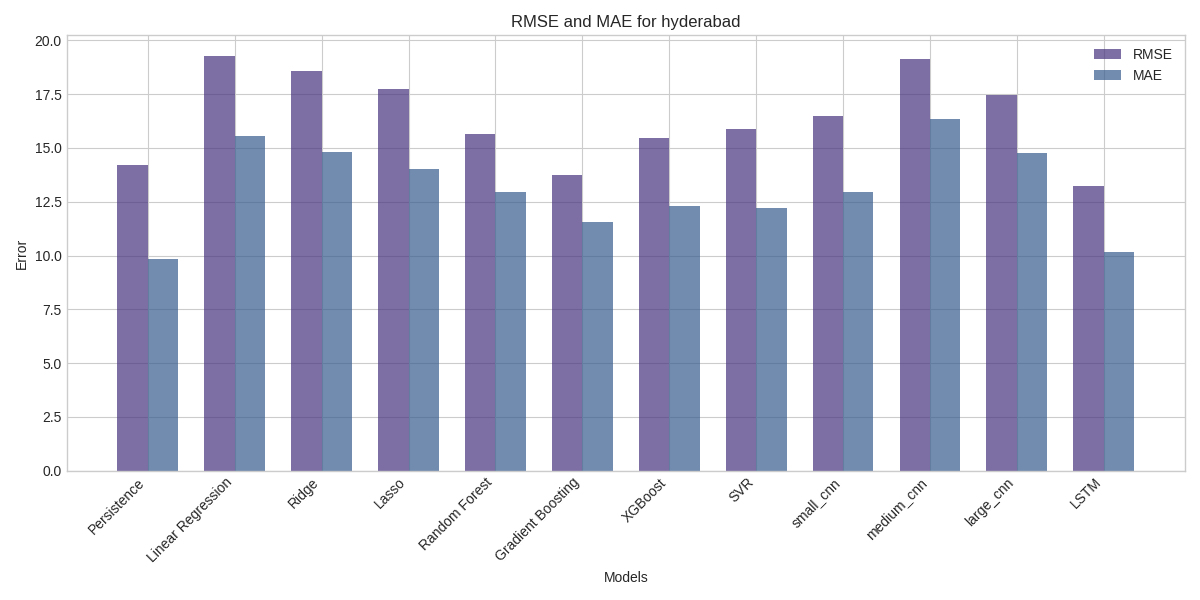 RMSE and MAE for hyderabad
RMSE
MAE
Error
20.0
17.5
15.0
12.5
10.0
7.5
5.0
2.5
0.0
Persistence
Linear Regression
Ridge
Lasso
Random Forest
Gradient Boosting
XGBoost
SVR
small_cnn
medium_cnn
large_cnn
LSTM
Models